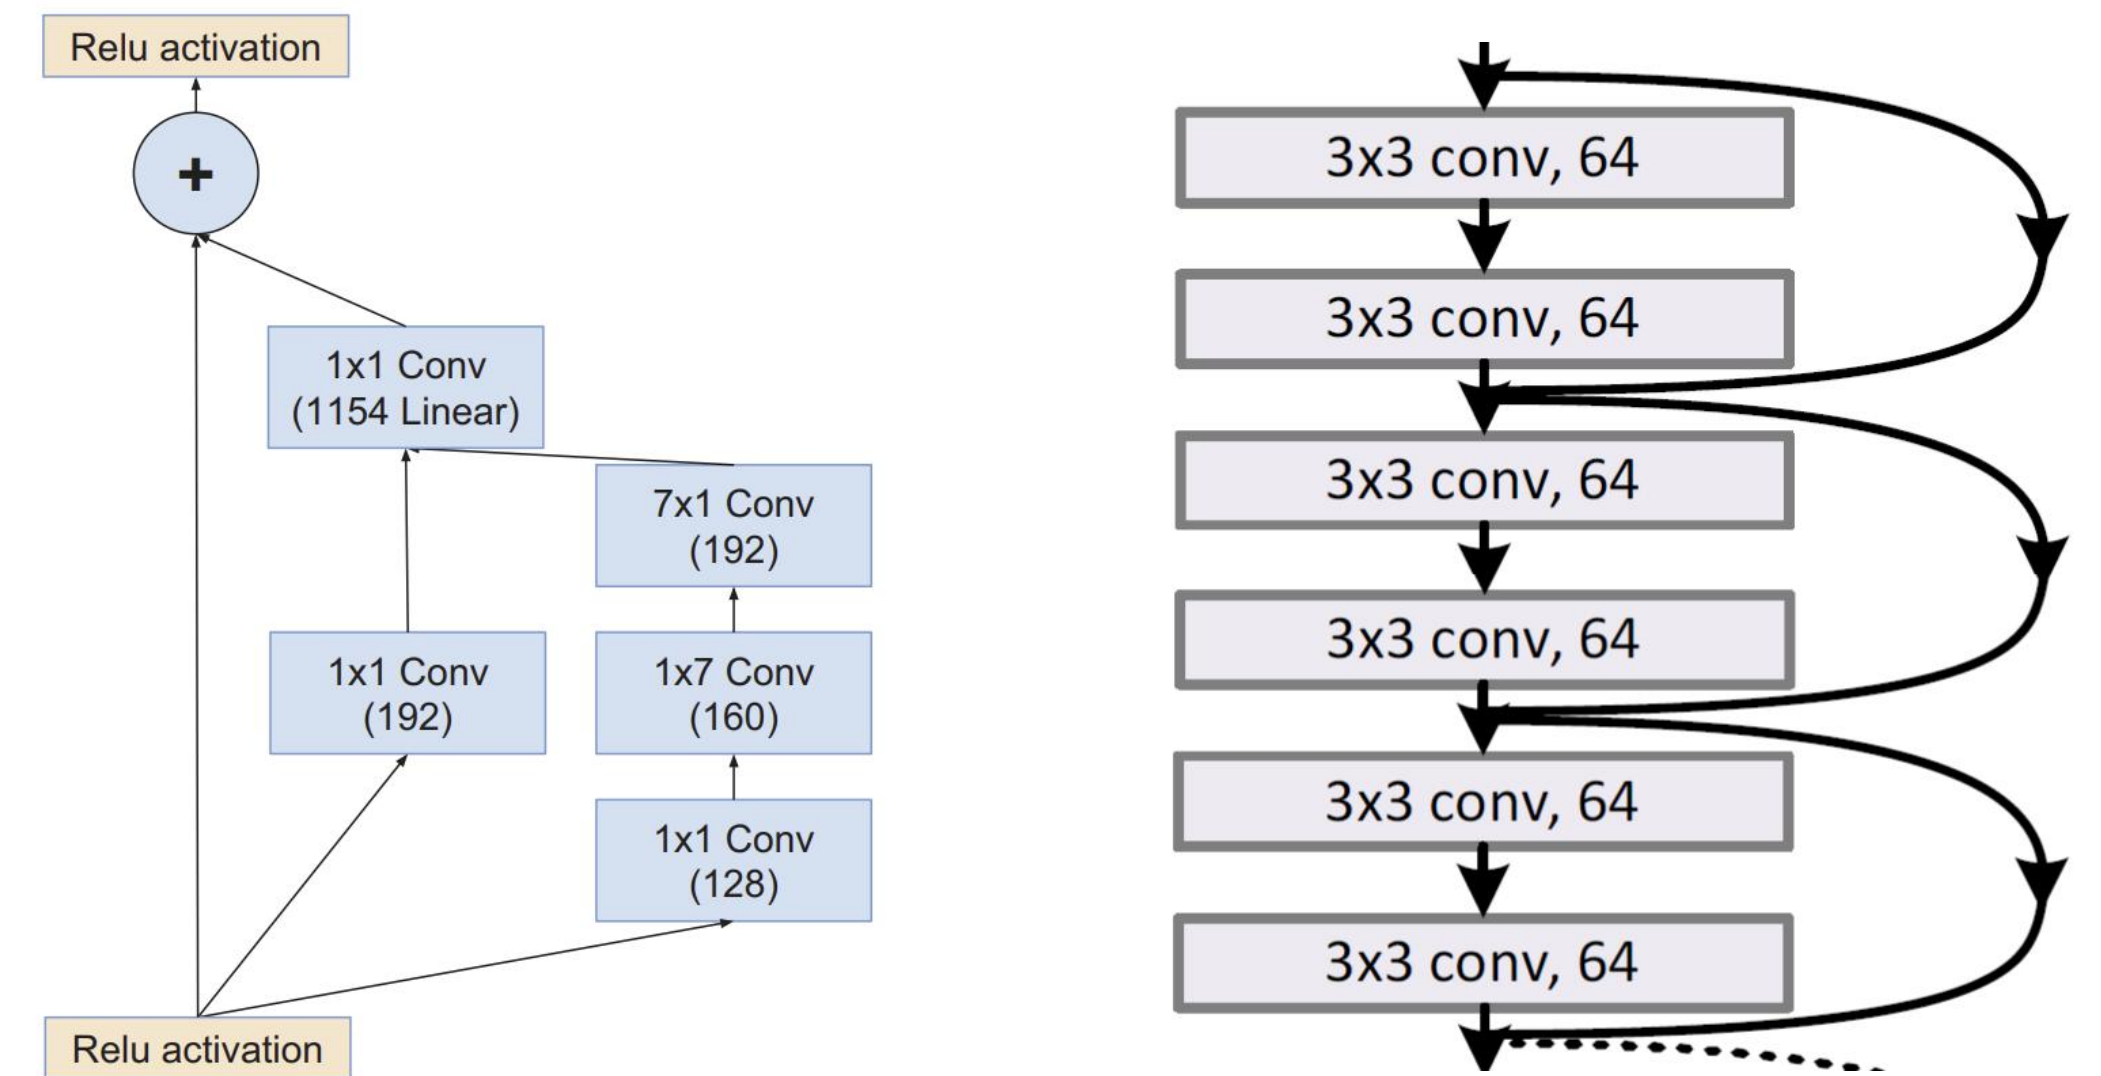 Relu activation
+
1x1 Conv
(1154 Linear)
7x1 Conv
(192)
1x1 Conv
(192)
1x7 Conv
(160)
1x1 Conv
(128)
Relu activation
3x3 conv, 64
3x3 conv, 64
3x3 conv, 64
3x3 conv, 64
3x3 conv, 64
3x3 conv, 64